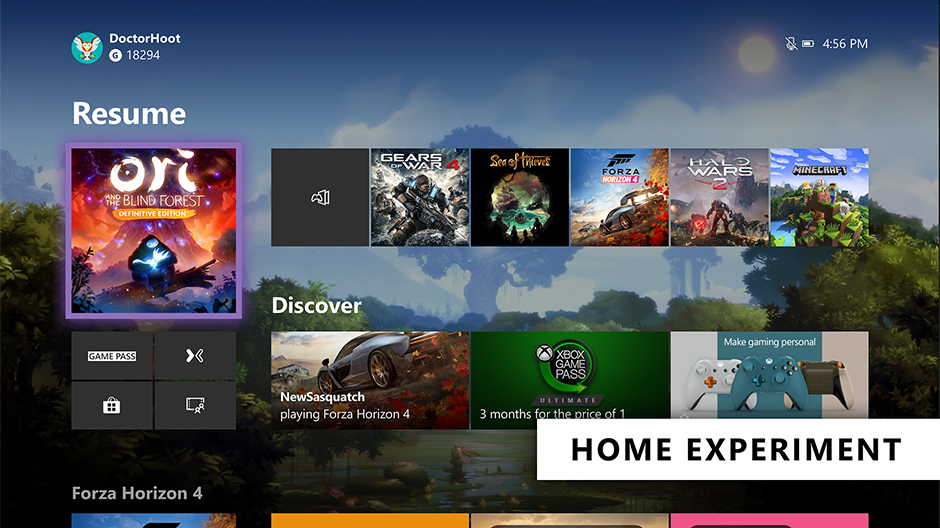 DoctorHoot
G 18294
4:56 PM
Resume
ori
AND THE BLIND FOREST
DEFINITIVE EDITION
GEARS OF WAR 4
Sea of Thieves
FORZA
HORIZON 4
HALO
WARS
2
MINECRAFT
Discover
GAME PASS
NewSasquatch
playing Forza Horizon 4
XBOX
GAME
PASS
ULTIMATE
3 months for the price of 1
Make gaming personal
HOME EXPERIMENT
Forza Horizon 4